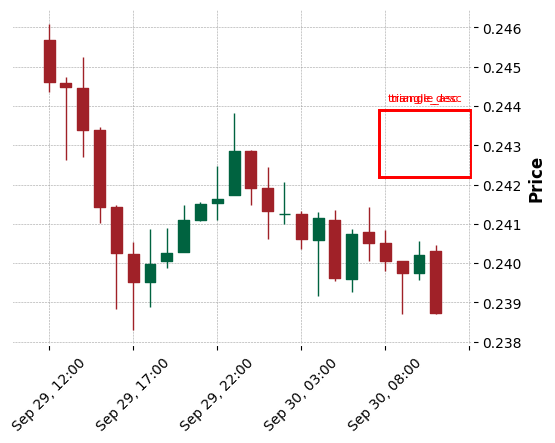 0.246
0.245
0.244
0.243
0.242
0.241
0.240
0.239
0.238
Price
Sep 29, 12:00
Sep 29, 17:00
Sep 29, 22:00
Sep 30, 03:00
Sep 30, 08:00